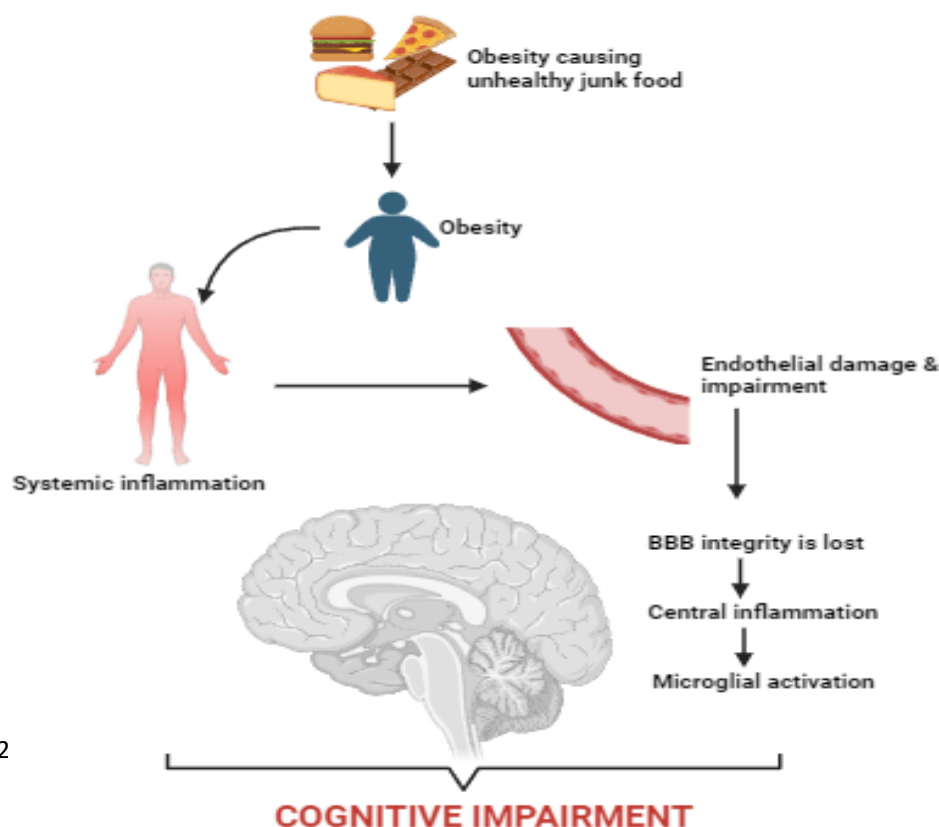 Obesity causing
unhealthy junk food
Obesity
Systemic inflammation
Endothelial damage &
impairment
BBB integrity is lost
Central inflammation
Microglial activation
2
COGNITIVE IMPAIRMENT